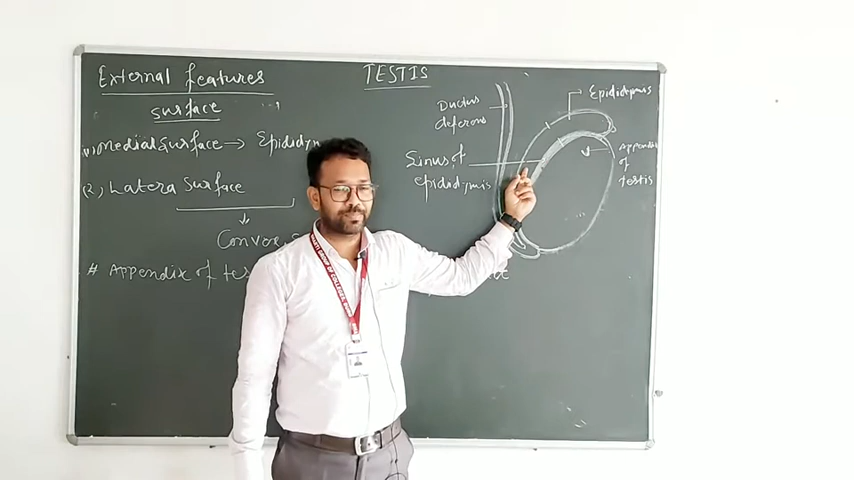 External features
surface
(1) Medial Surface → Epididym
(2), Latera Surface
Convex
# Appendix of tes
TESTIS
Ductus
deferens
Sinus of
epididymis
Epididymis
Appendix
of
testis